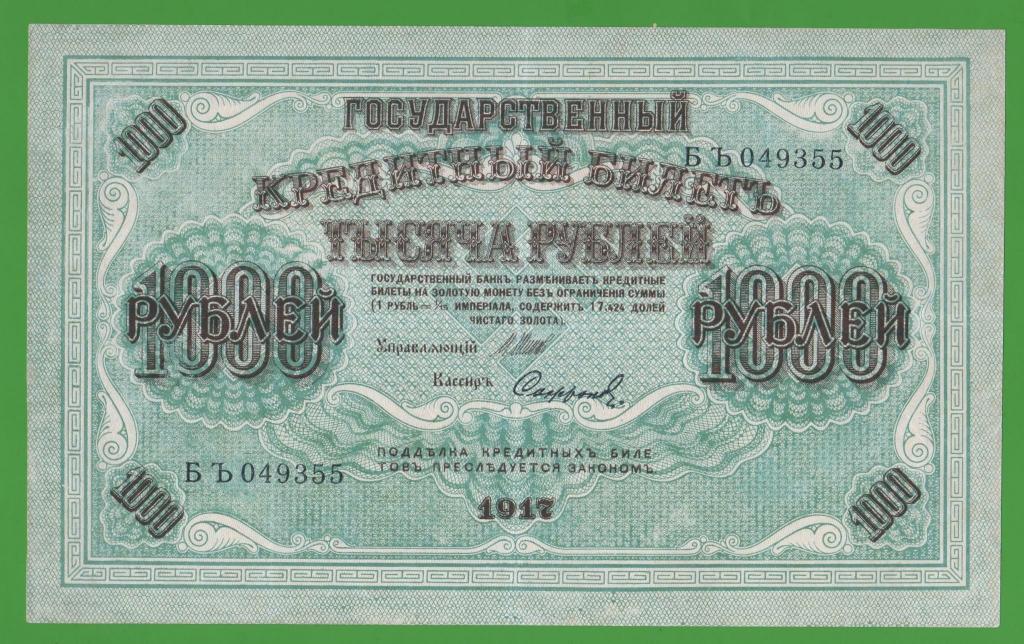 1000 1000
ГОСУДАРСТВЕННЫЙ
БЪ 049355
КРЕДИТНЫЙ БИЛЕТЪ
ТЫСЯЧА РУБЛЕЙ
1000 1000
РУБЛЕЙ РУБЛЕЙ
ГОСУДАРСТВЕННЫЙ БАНКЪ РАЗМѢНИВАЕТЪ КРЕДИТНЫЕ
БИЛЕТЫ НА ЗОЛОТУЮ МОНЕТУ БЕЗЪ ОГРАНИЧЕНІЯ СУММЫ
(1 РУБЛЬ = 1/15 ИМПЕРІАЛА, СОДЕРЖИТЪ 17,424 ДОЛЕЙ
ЧИСТАГО ЗОЛОТА).
Управляющій
Кассиръ Софронов
ПОДДѢЛКА КРЕДИТНЫХЪ БИЛЕ
ТОВЪ ПРЕСЛѢДУЕТСЯ ЗАКОНОМЪ
БЪ 049355
1917
1000 1000